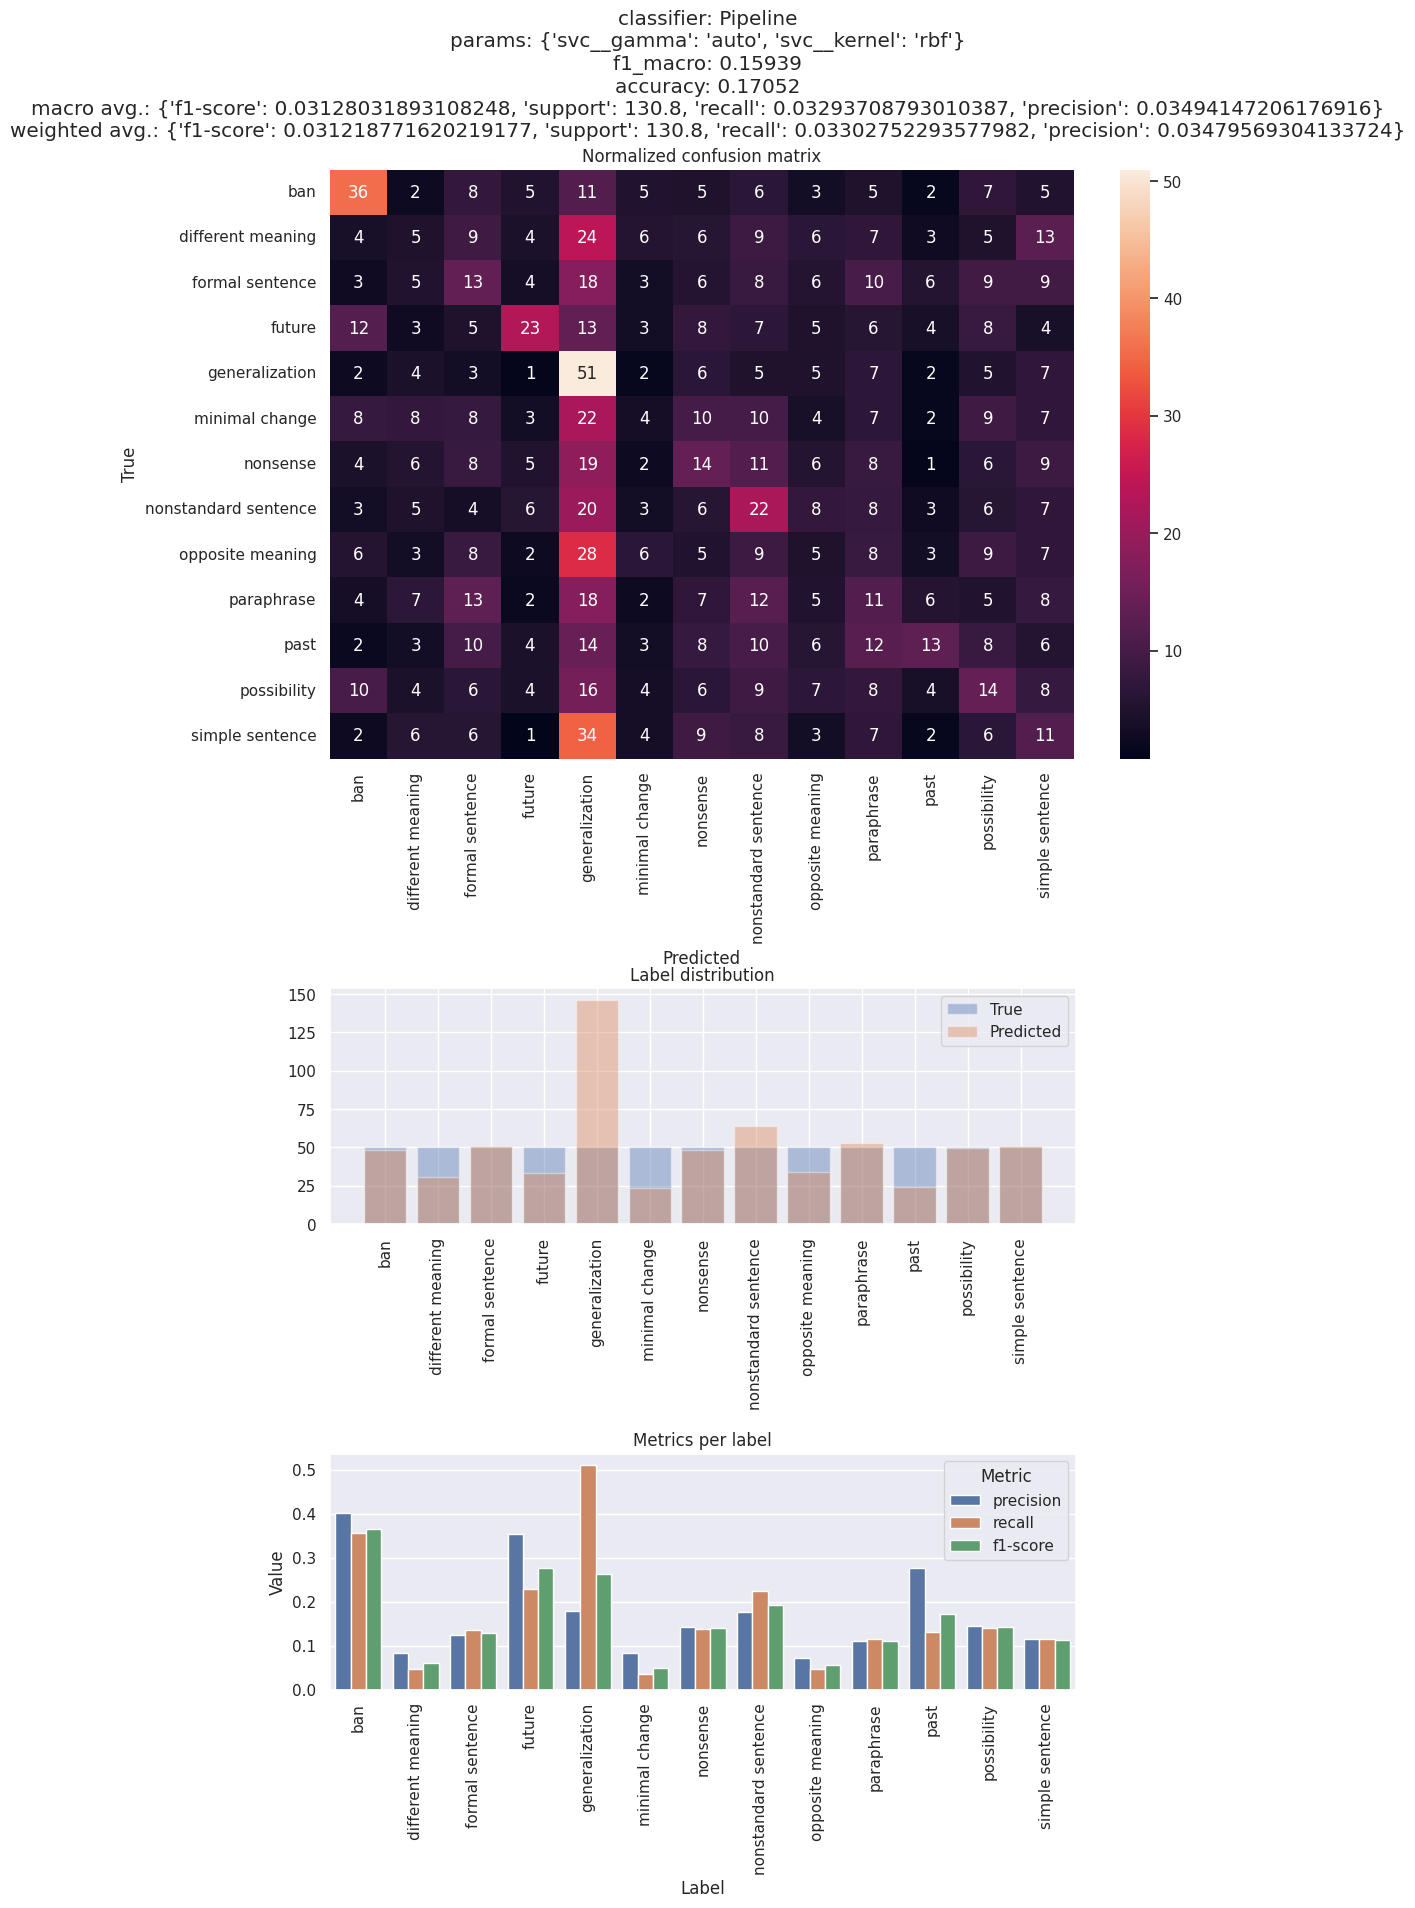 classifier: Pipeline
params: {'svc__gamma': 'auto', 'svc__kernel': 'rbf'}
f1_macro: 0.15939
accuracy: 0.17052
macro avg.: {'f1-score': 0.03128031893108248, 'support': 130.8, 'recall': 0.03293708793010387, 'precision': 0.03494147206176916}
weighted avg.: {'f1-score': 0.031218771620219177, 'support': 130.8, 'recall': 0.03302752293577982, 'precision': 0.03479569304133724}
Normalized confusion matrix
True
ban 36 2 8 5 11 5 5 6 3 5 2 7 5
different meaning 4 5 9 4 24 6 6 9 6 7 3 5 13
formal sentence 3 5 13 4 18 3 6 8 6 10 6 9 9
future 12 3 5 23 13 3 8 7 5 6 4 8 4
generalization 2 4 3 1 51 2 6 5 5 7 2 5 7
minimal change 8 8 8 3 22 4 10 10 4 7 2 9 7
nonsense 4 6 8 5 19 2 14 11 6 8 1 6 9
nonstandard sentence 3 5 4 6 20 3 6 22 8 8 3 6 7
opposite meaning 6 3 8 2 28 6 5 9 5 8 3 9 7
paraphrase 4 7 13 2 18 2 7 12 5 11 6 5 8
past 2 3 10 4 14 3 8 10 6 12 13 8 6
possibility 10 4 6 4 16 4 6 9 7 8 4 14 8
simple sentence 2 6 6 1 34 4 9 8 3 7 2 6 11
50
40
30
20
10
ban
different meaning
formal sentence
future
generalization
minimal change
nonsense
nonstandard sentence
opposite meaning
paraphrase
past
possibility
simple sentence
Predicted
Label distribution
150
125
100
75
50
25
0
True
Predicted
ban
different meaning
formal sentence
future
generalization
minimal change
nonsense
nonstandard sentence
opposite meaning
paraphrase
past
possibility
simple sentence
Metrics per label
Value
0.5
0.4
0.3
0.2
0.1
0.0
Metric
precision
recall
f1-score
ban
different meaning
formal sentence
future
generalization
minimal change
nonsense
nonstandard sentence
opposite meaning
paraphrase
past
possibility
simple sentence
Label